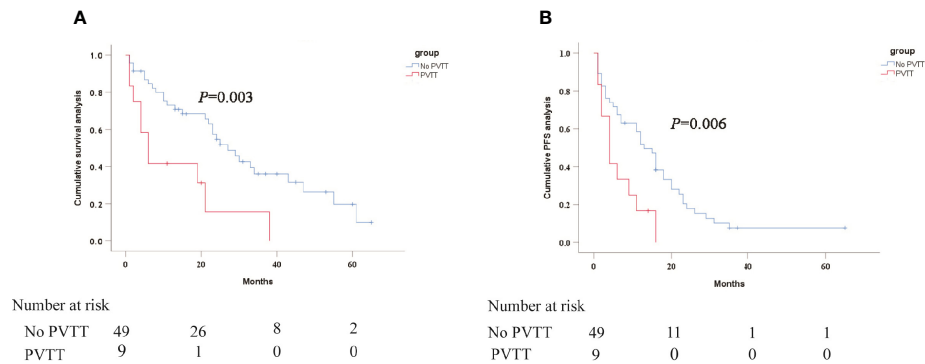 A
group
No PVTT
PVTT
P=0.003
Cumulative survival analysis
1.0
0.8
0.6
0.4
0.2
0.0
0 20 40 60
Months
Number at risk
No PVTT 49 26 8 2
PVTT 9 1 0 0
B
group
No PVTT
PVTT
P=0.006
Cumulative PFS analysis
1.0
0.8
0.6
0.4
0.2
0.0
0 20 40 60
Months
Number at risk
No PVTT 49 11 1 1
PVTT 9 0 0 0